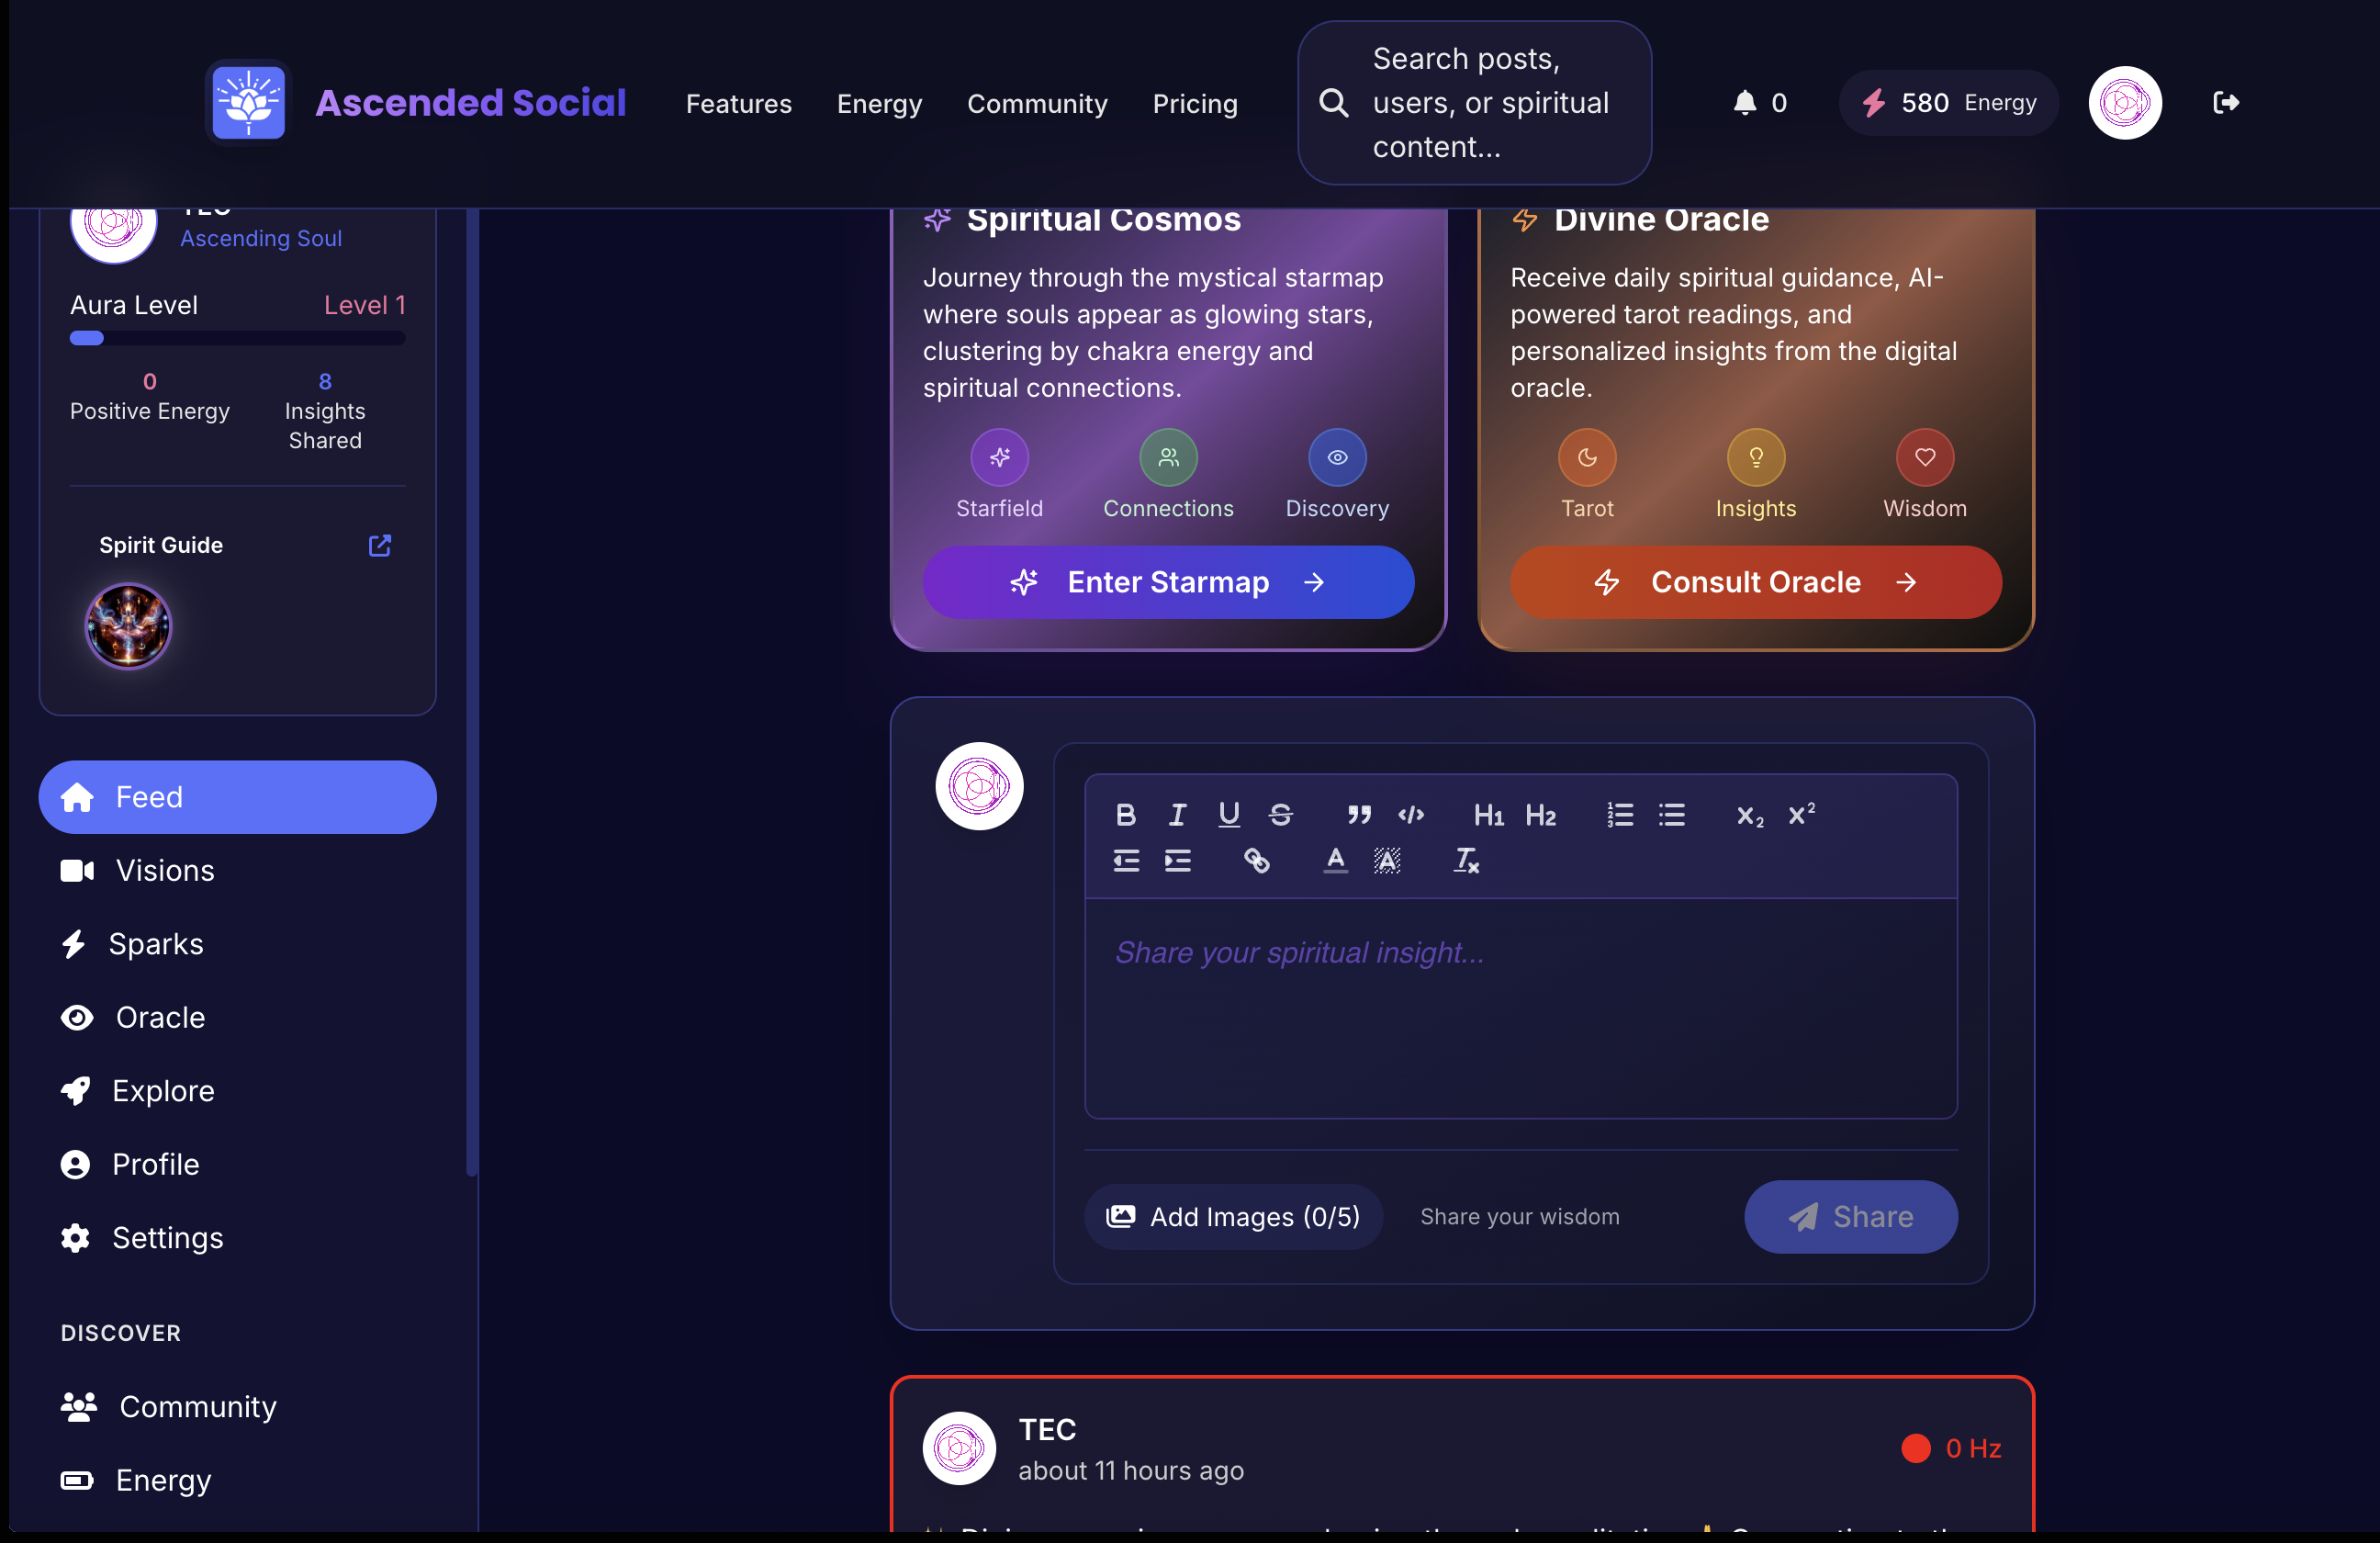 Ascended Social
Features
Energy
Community
Pricing
Search posts,
users, or spiritual
content...
0
580 Energy
TEC
Ascending Soul
Aura Level
Level 1
0
Positive Energy
8
Insights
Shared
Spirit Guide
Feed
Visions
Sparks
Oracle
Explore
Profile
Settings
DISCOVER
Community
Energy
Spiritual Cosmos
Journey through the mystical starmap
where souls appear as glowing stars,
clustering by chakra energy and
spiritual connections.
Starfield
Connections
Discovery
Enter Starmap
Divine Oracle
Receive daily spiritual guidance, AI-
powered tarot readings, and
personalized insights from the digital
oracle.
Tarot
Insights
Wisdom
Consult Oracle
B I U S H1 H2 x2 x2
A A Tx
Share your spiritual insight...
Add Images (0/5)
Share your wisdom
Share
TEC
about 11 hours ago
0 Hz